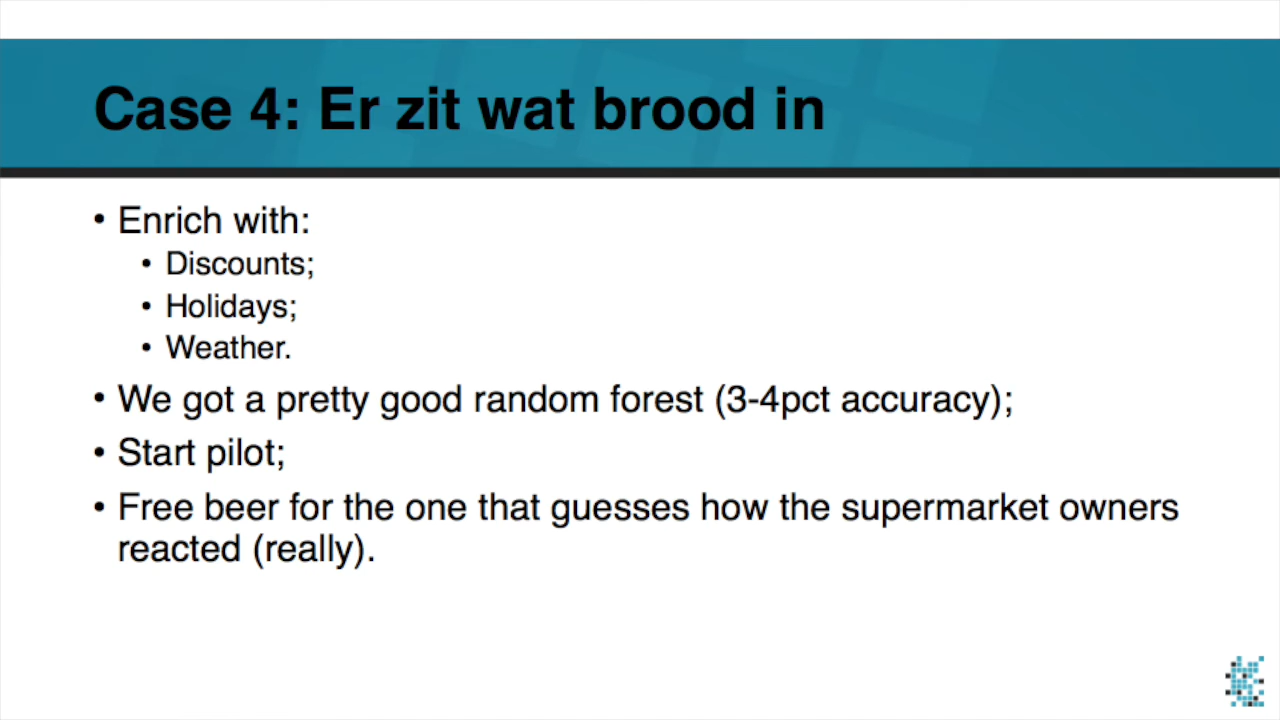 Case 4: Er zit wat brood in
• Enrich with:
• Discounts;
• Holidays;
• Weather.
• We got a pretty good random forest (3-4pct accuracy);
• Start pilot;
• Free beer for the one that guesses how the supermarket owners
reacted (really).